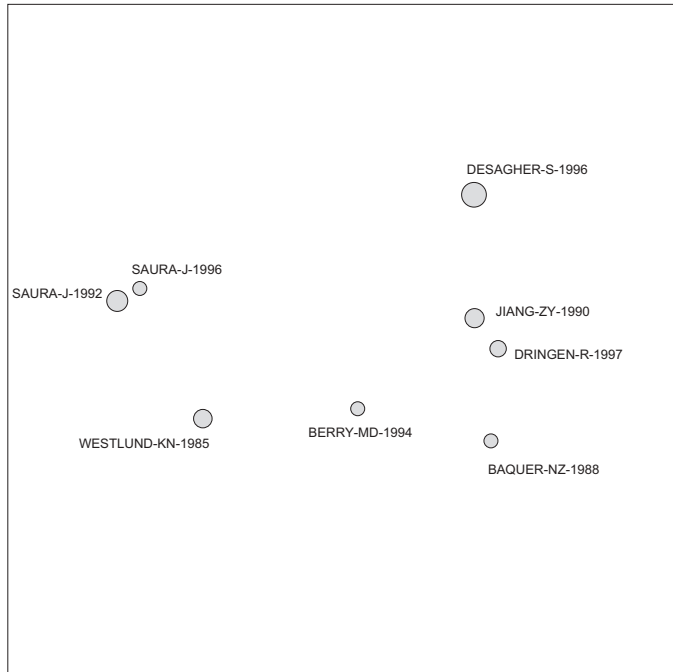 DESAGHER-S-1996
SAURA-J-1996
SAURA-J-1992
JIANG-ZY-1990
DRINGEN-R-1997
BERRY-MD-1994
WESTLUND-KN-1985
BAQUER-NZ-1988